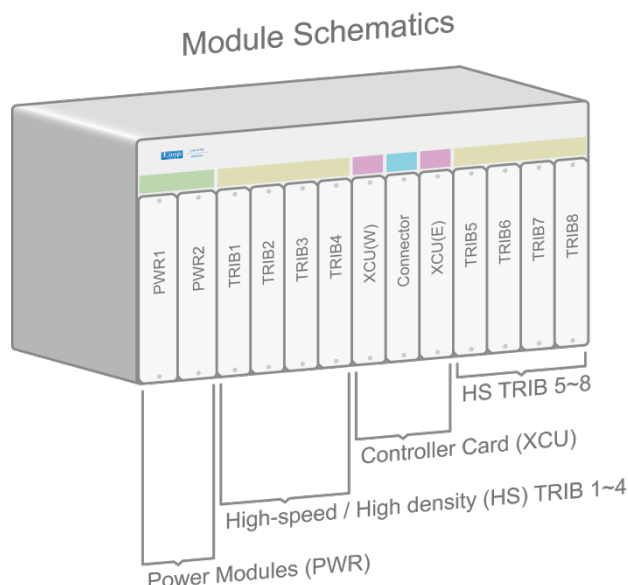 Module Schematics
Loop
PWR1
PWR2
TRIB1
TRIB2
TRIB3
TRIB4
XCU(W)
Connector
XCU(E)
TRIB5
TRIB6
TRIB7
TRIB8
HS TRIB 5~8
Controller Card (XCU)
High-speed / High density (HS) TRIB 1~4
Power Modules (PWR)